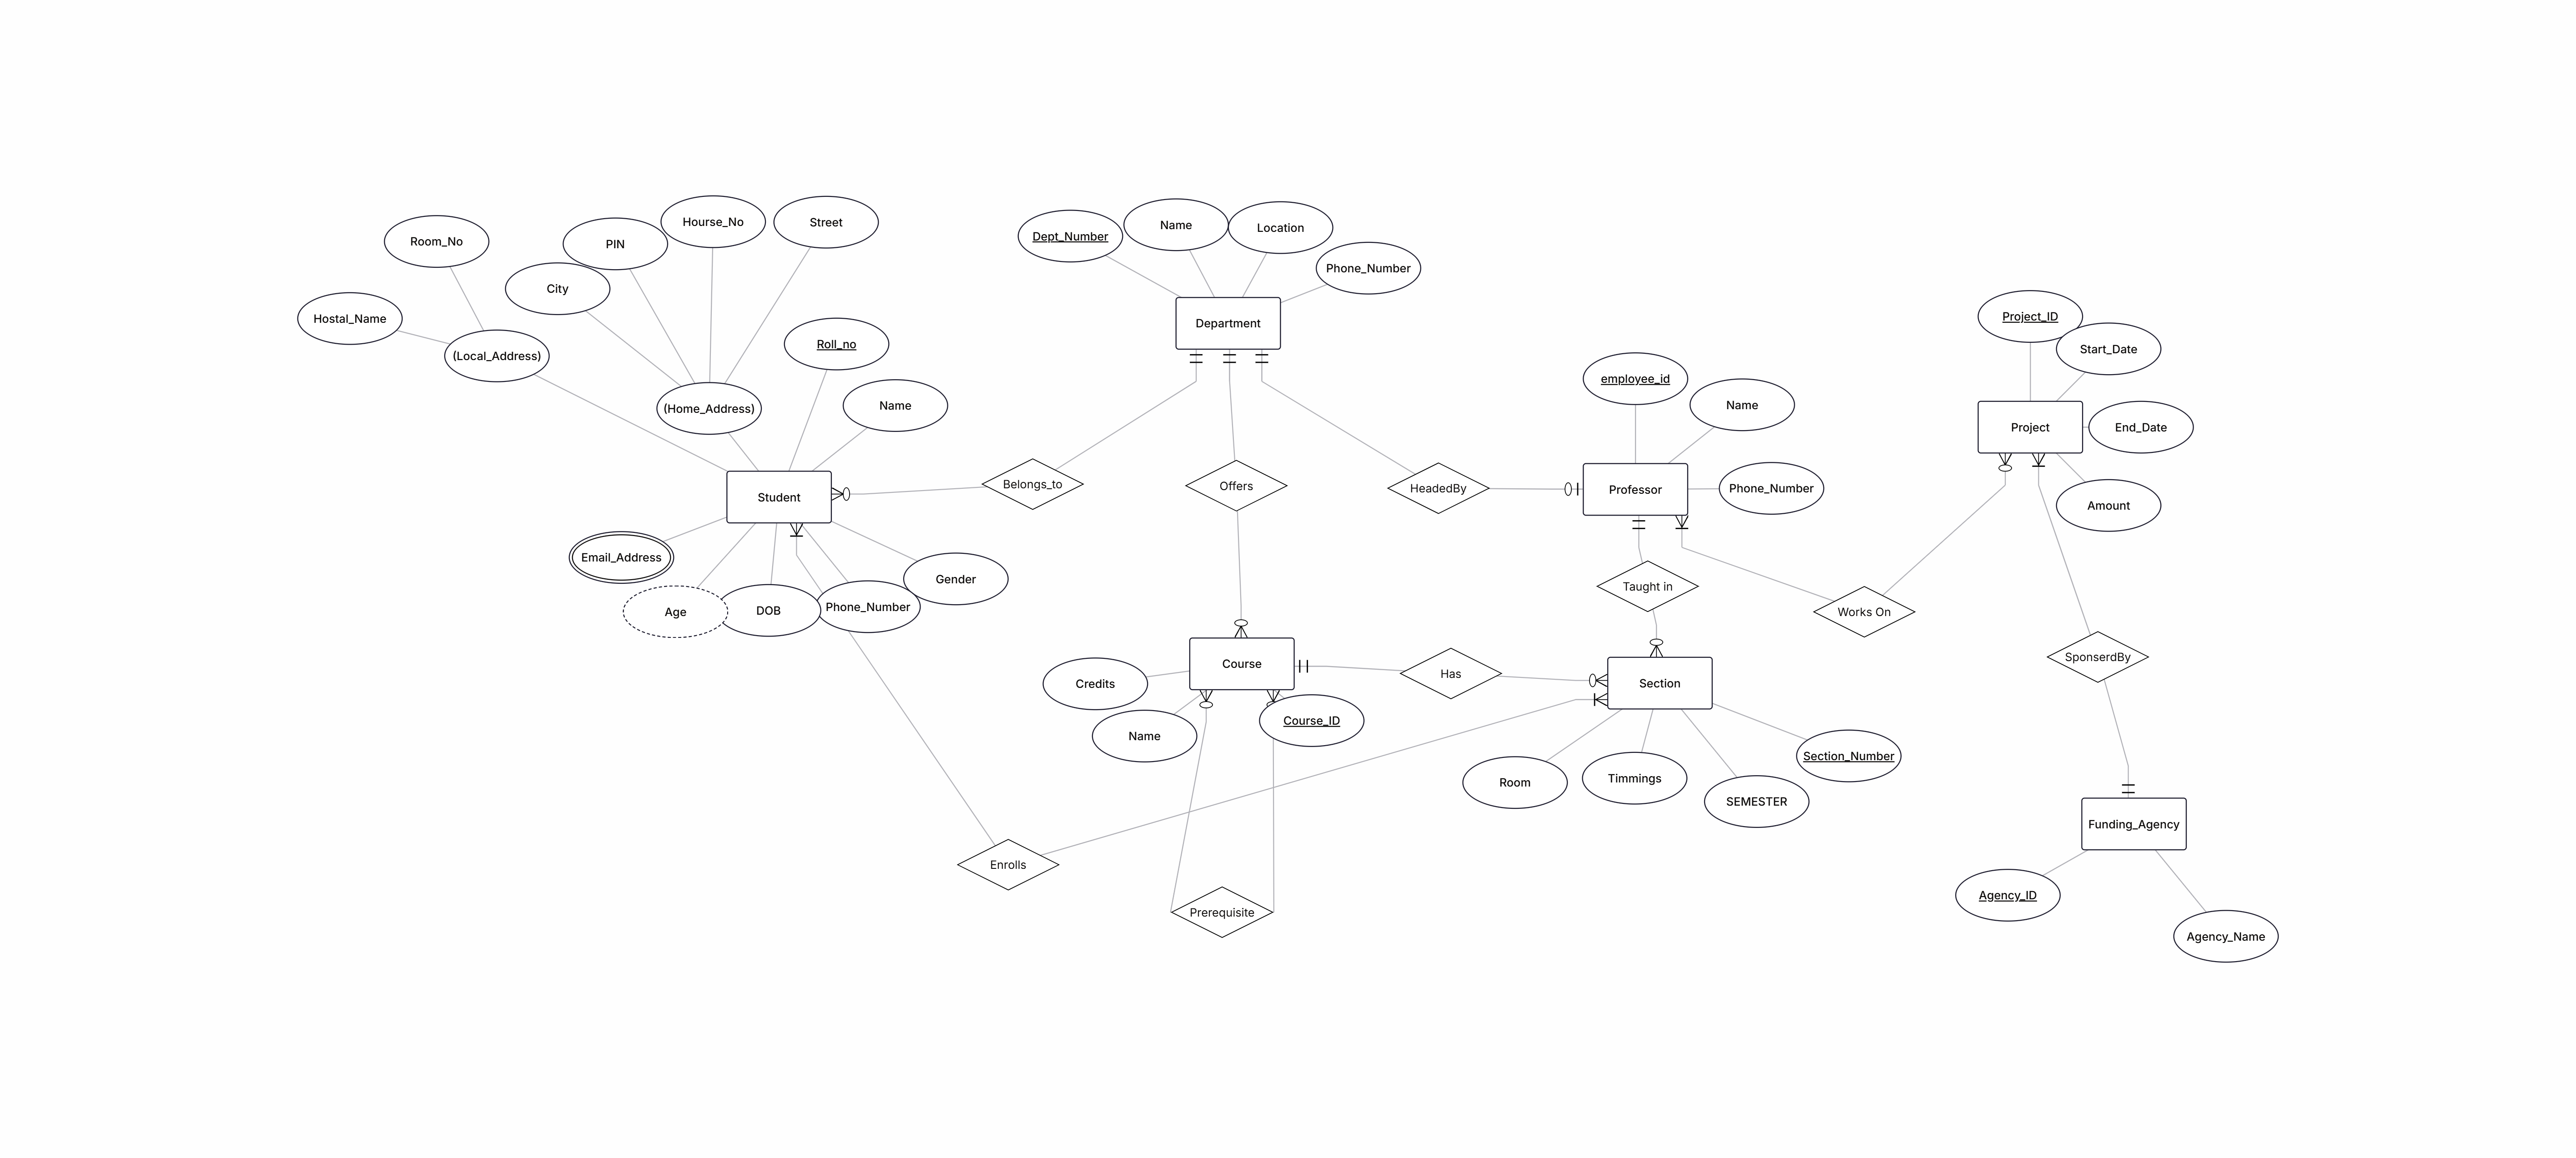 Hourse_No
Street
Name
Location
Dept_Number
Room_No
PIN
Phone_Number
City
Hostal_Name
Project_ID
Department
Roll_no
Start_Date
(Local_Address)
employee_id
Name
Name
(Home_Address)
Project
End_Date
Belongs_to
Offers
HeadedBy
Professor
Phone_Number
Student
Amount
Email_Address
Gender
Taught in
Age
DOB
Phone_Number
Works On
SponserdBy
Course
Has
Credits
Section
Course_ID
Name
Section_Number
Room
Timmings
SEMESTER
Funding_Agency
Enrolls
Agency_ID
Prerequisite
Agency_Name